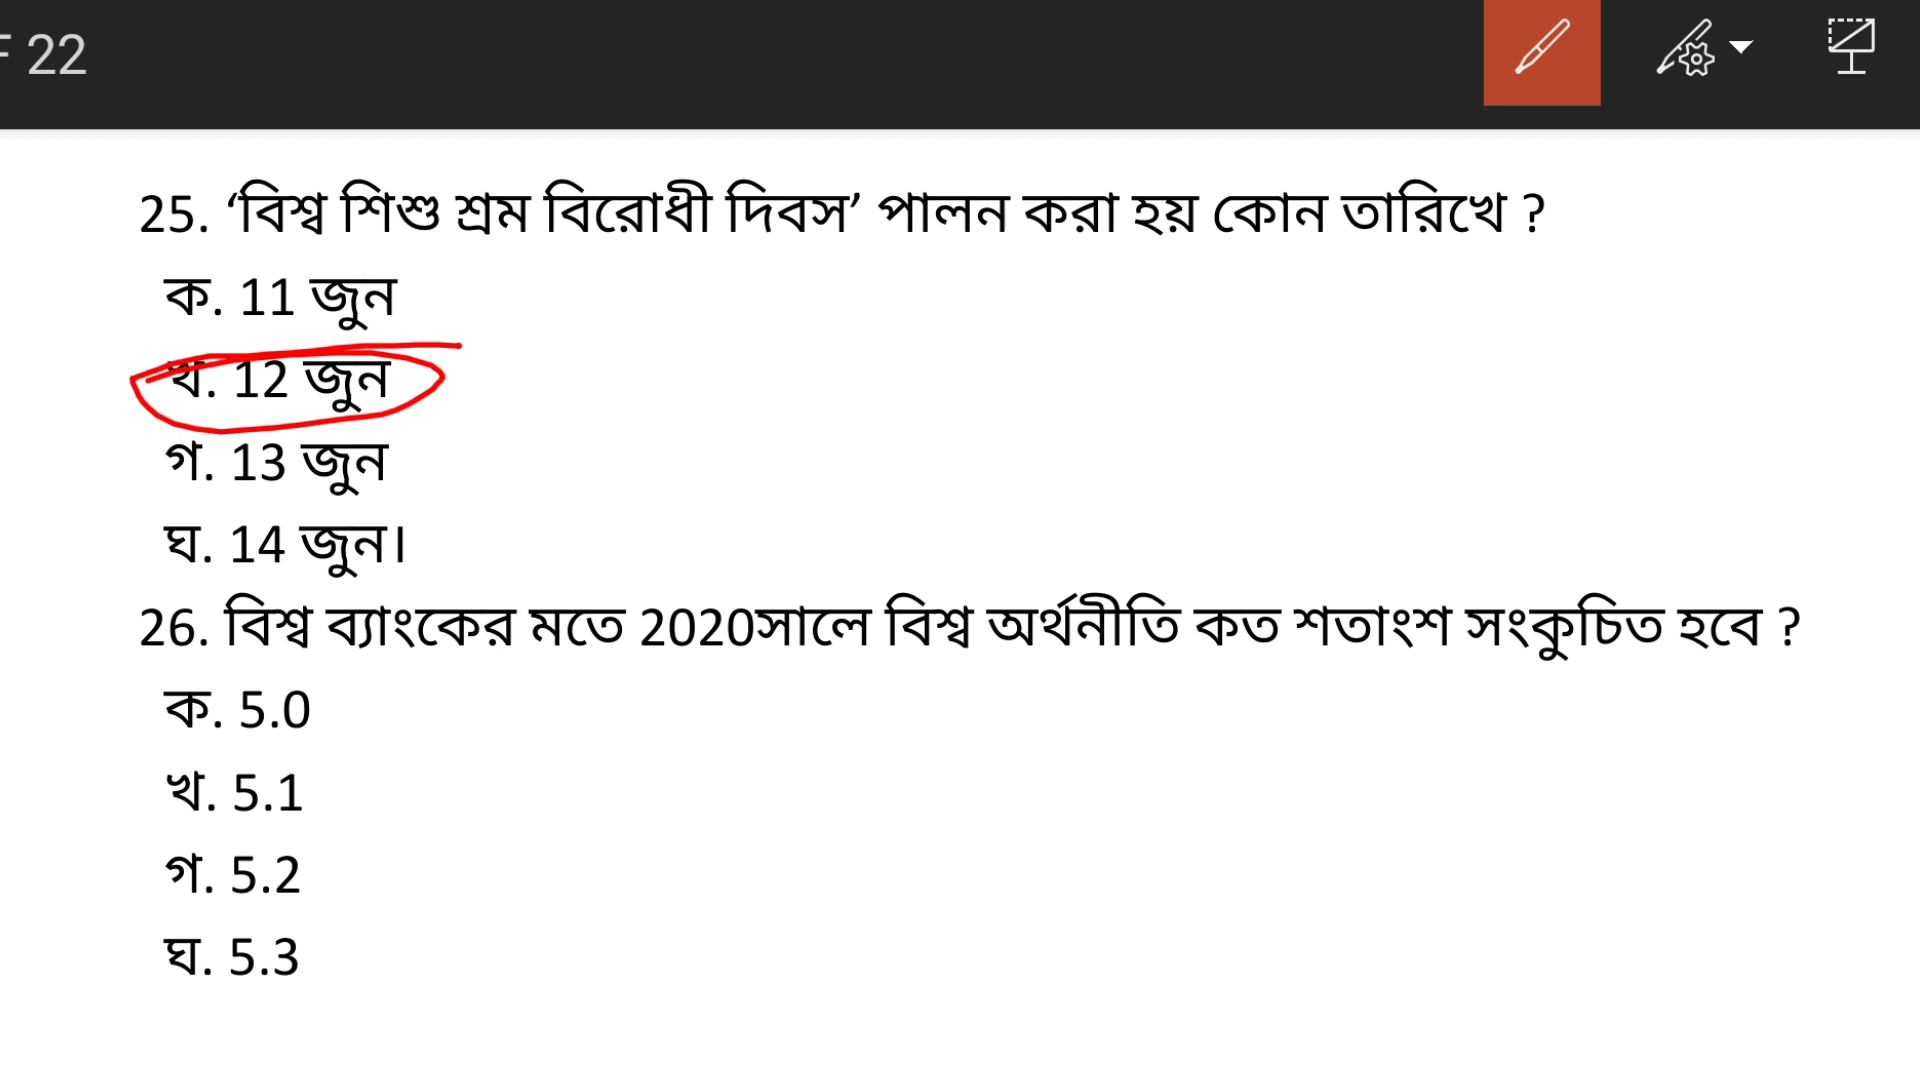 22
25. ‘বিশ্ব শিশু শ্রম বিরোধী দিবস’ পালন করা হয় কোন তারিখে ?
ক. 11 জুন
খ. 12 জুন
গ. 13 জুন
ঘ. 14 জুন।
26. বিশ্ব ব্যাংকের মতে 2020সালে বিশ্ব অর্থনীতি কত শতাংশ সংকুচিত হবে ?
ক. 5.0
খ. 5.1
গ. 5.2
ঘ. 5.3